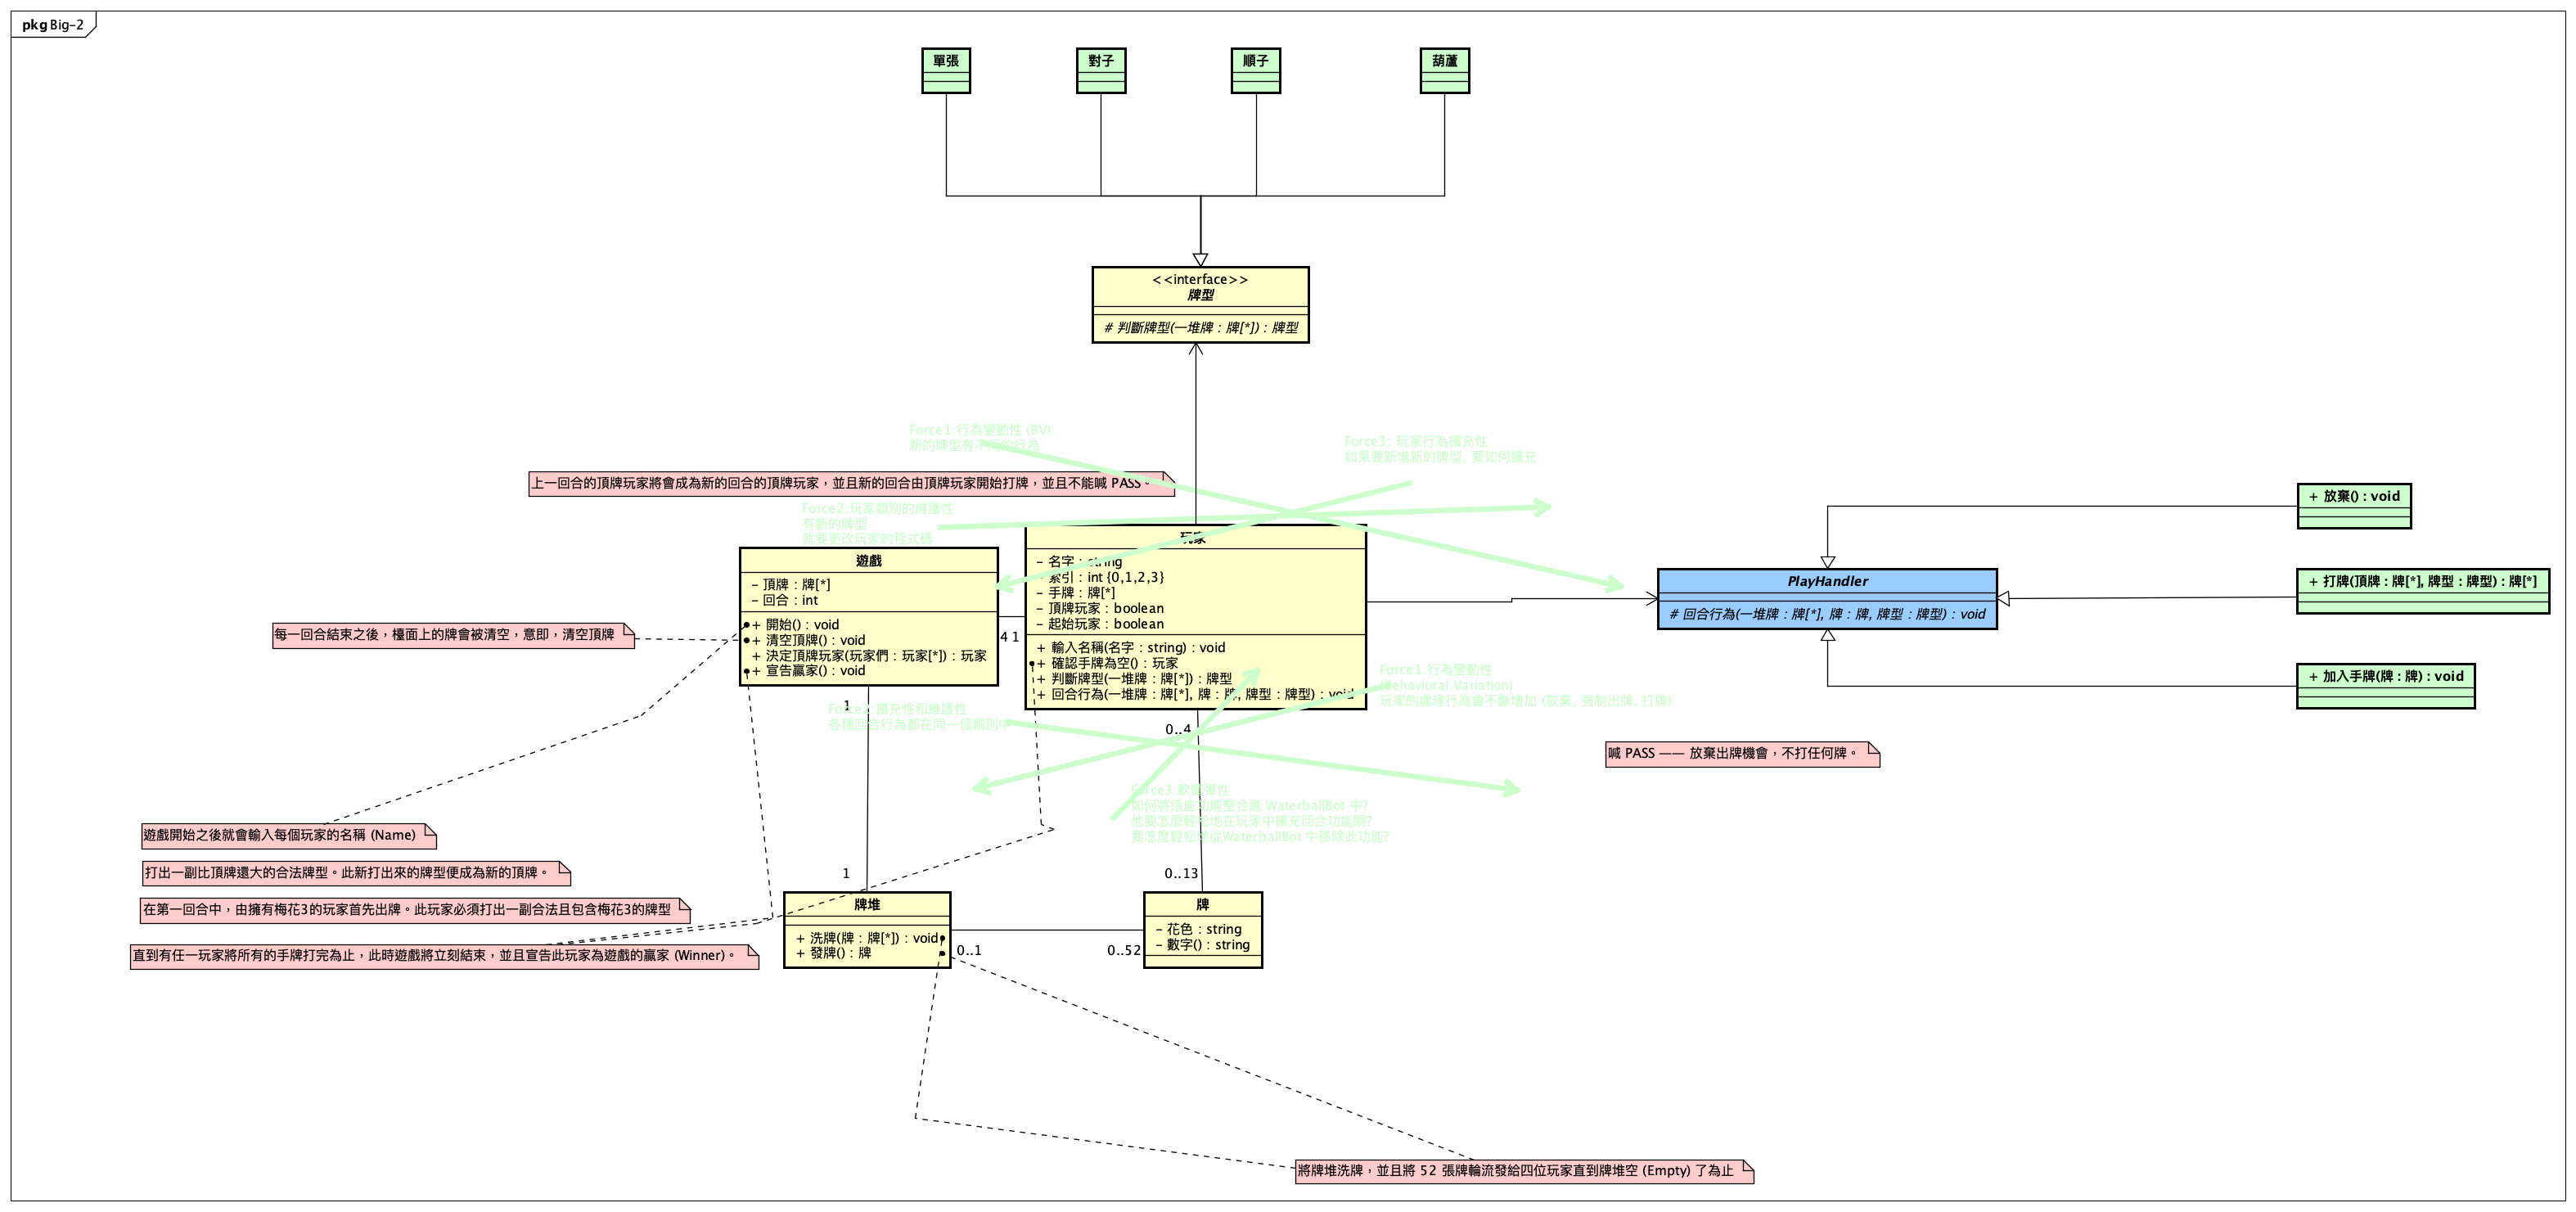 pkg Big-2
單張
對子
順子
葫蘆
<<interface>>
牌型
# 判斷牌型(一堆牌 : 牌[*]) : 牌型
Force1:行為變動性 (BV)
新的牌型有不同的行為
Force3: 玩家行為擴充性
如果要新增新的牌型, 要如何擴充
上一回合的頂牌玩家將會成為新的回合的頂牌玩家，並且新的回合由頂牌玩家開始打牌，並且不能喊 PASS。
Force2:玩家類別的維護性
有新的牌型
就要更改玩家的程式碼
遊戲
- 頂牌 : 牌[*]
- 回合 : int
+ 開始() : void
+ 清空頂牌() : void
+ 決定頂牌玩家(玩家們 : 玩家[*]) : 玩家
+ 宣告贏家() : void
4 1
玩家
- 名字 : string
- 索引 : int {0,1,2,3}
- 手牌 : 牌[*]
- 頂牌玩家 : boolean
- 起始玩家 : boolean
+ 輸入名稱(名字 : string) : void
+ 確認手牌為空() : 玩家
+ 判斷牌型(一堆牌 : 牌[*]) : 牌型
+ 回合行為(一堆牌 : 牌[*], 牌 : 牌, 牌型 : 牌型) : void
PlayHandler
# 回合行為(一堆牌 : 牌[*], 牌 : 牌, 牌型 : 牌型) : void
+ 放棄() : void
+ 打牌(頂牌 : 牌[*], 牌型 : 牌型) : 牌[*]
+ 加入手牌(牌 : 牌) : void
每一回合結束之後，檯面上的牌會被清空，意即，清空頂牌
Force1:行為變動性
(Behavioral Variation)
玩家的處理行為會不斷增加 (放棄, 強制出牌, 打牌)
1
Force2:擴充性和維護性
各種回合行為都在同一個類別中
0..4
喊 PASS —— 放棄出牌機會，不打任何牌。
Force3:軟體彈性
如何將這些功能整合進 WaterballBot 中?
他要怎麼輕松地在玩家中擴充回合功能啊?
要怎麼輕松地從WaterballBot 中移除此功能?
遊戲開始之後就會輸入每個玩家的名稱 (Name)
打出一副比頂牌還大的合法牌型。此新打出來的牌型便成為新的頂牌。
在第一回合中，由擁有梅花3的玩家首先出牌。此玩家必須打出一副合法且包含梅花3的牌型
直到有任一玩家將所有的手牌打完為止，此時遊戲將立刻結束，並且宣告此玩家為遊戲的贏家 (Winner)。
1
0..13
牌堆
+ 洗牌(牌 : 牌[*]) : void
+ 發牌() : 牌
0..1
0..52
牌
- 花色 : string
- 數字() : string
將牌堆洗牌，並且將 52 張牌輪流發給四位玩家直到牌堆空 (Empty) 了為止